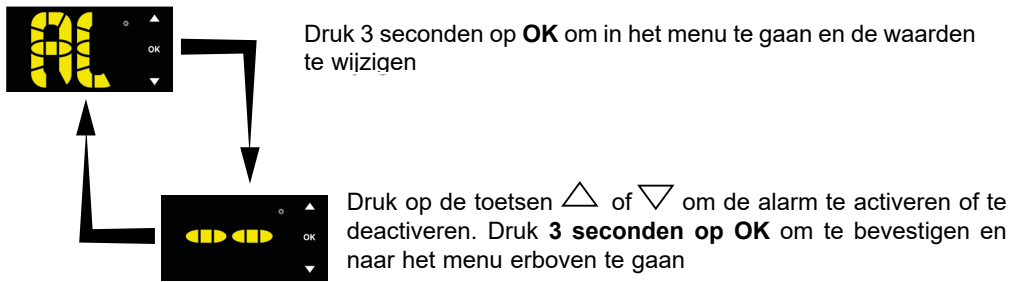 AL
OK
Druk 3 seconden op OK om in het menu te gaan en de waarden
te wijzigen
OK
Druk op de toetsen △ of ▽ om de alarm te activeren of te
deactiveren. Druk 3 seconden op OK om te bevestigen en
naar het menu erboven te gaan